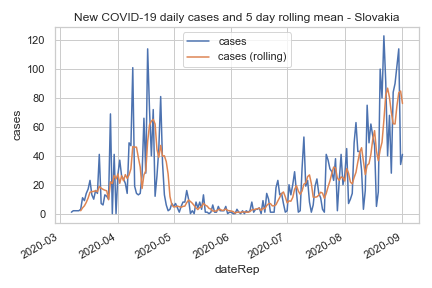 New COVID-19 daily cases and 5 day rolling mean - Slovakia
cases
cases (rolling)
120
100
80
60
40
20
0
cases
2020-03
2020-04
2020-05
2020-06
2020-07
2020-08
2020-09
dateRep